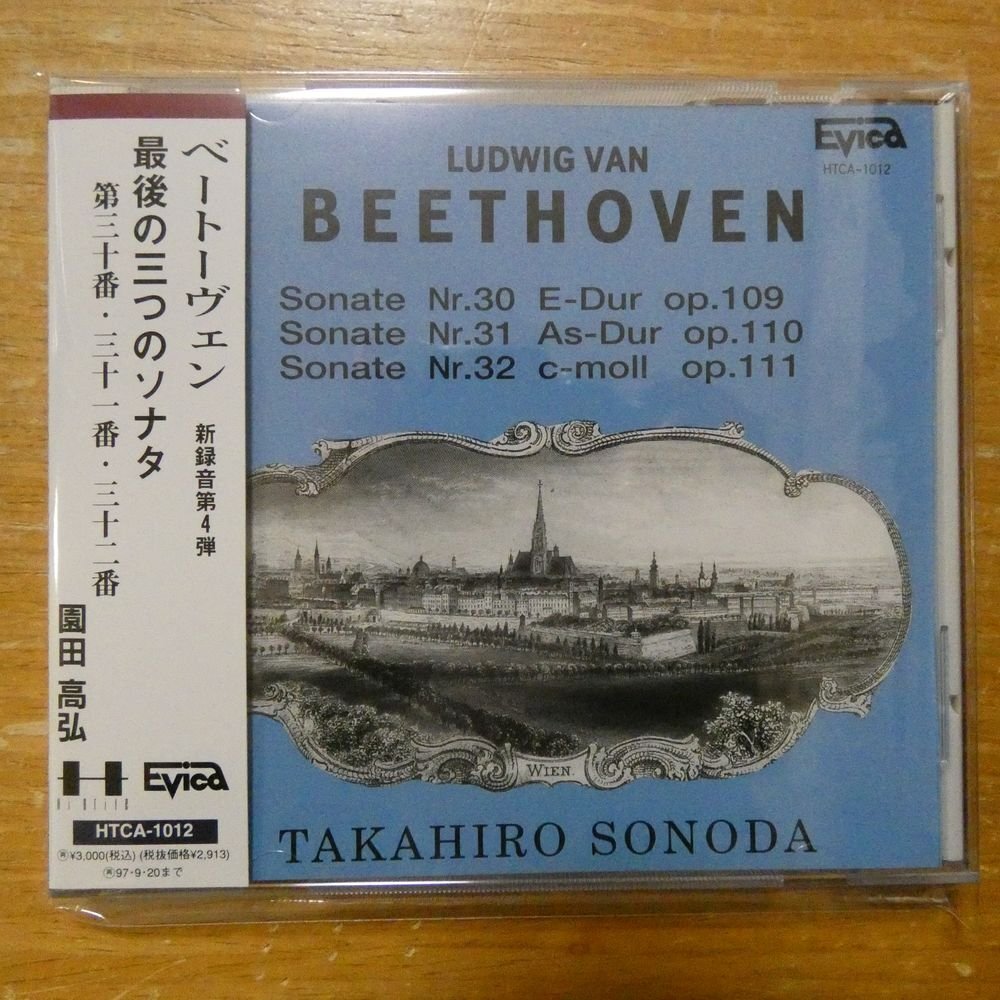 ベートーヴェン 新録音第4弾
最後の三つのソナタ
第三十番・三十一番・三十二番
園田 高弘
Evica
HTCA-1012
再¥3,000(税込)(税抜価格¥2,913)
再97・9・20まで
Evica
HTCA-1012
LUDWIG VAN
BEETHOVEN
Sonate Nr.30 E-Dur op.109
Sonate Nr.31 As-Dur op.110
Sonate Nr.32 c-moll op.111
WIEN.
TAKAHIRO SONODA